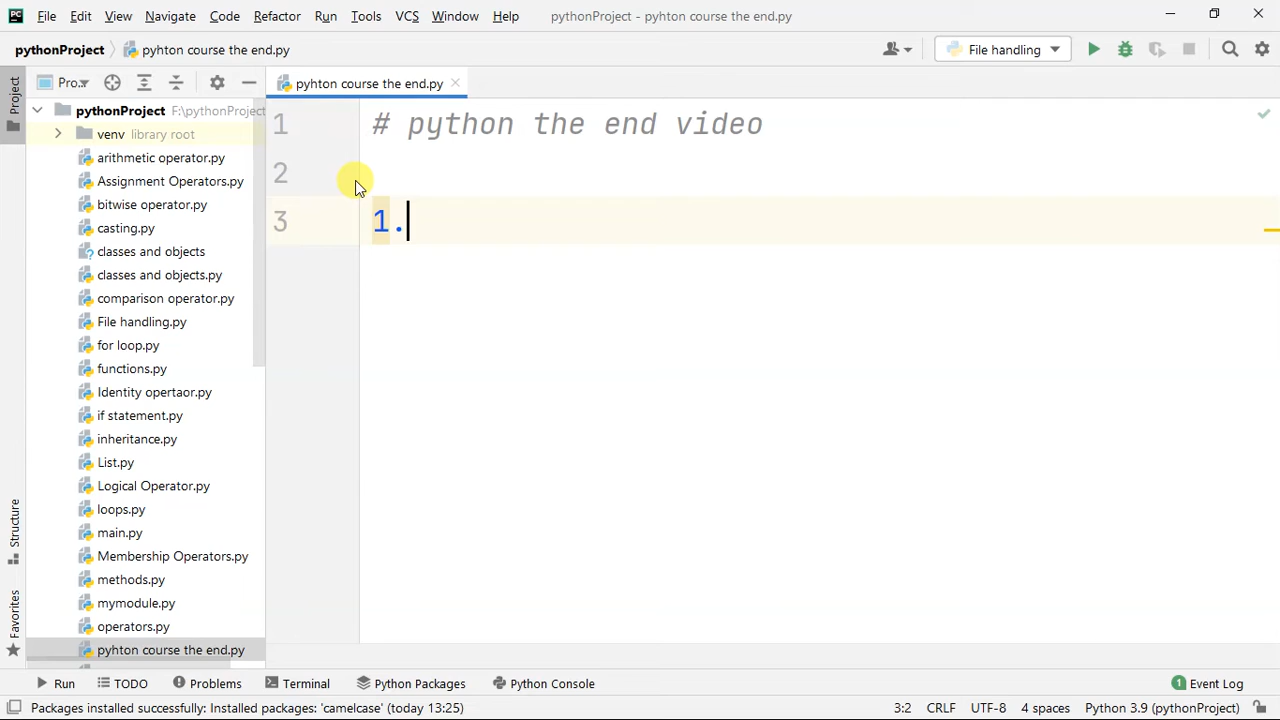 PC File Edit View Navigate Code Refactor Run Tools VCS Window Help pythonProject - pyhton course the end.py
pythonProject pyhton course the end.py File handling
Pro... pyhton course the end.py
Project
pythonProject F:\pythonProject
venv library root
arithmetic operator.py
Assignment Operators.py
bitwise operator.py
casting.py
classes and objects
classes and objects.py
comparison operator.py
File handling.py
for loop.py
functions.py
Identity opertaor.py
if statement.py
inheritance.py
List.py
Logical Operator.py
loops.py
main.py
Membership Operators.py
methods.py
mymodule.py
operators.py
pyhton course the end.py
Structure
Favorites
1 # python the end video
2
3 1.
Run TODO Problems Terminal Python Packages Python Console 1 Event Log
Packages installed successfully: Installed packages: 'camelcase' (today 13:25) 3:2 CRLF UTF-8 4 spaces Python 3.9 (pythonProject)